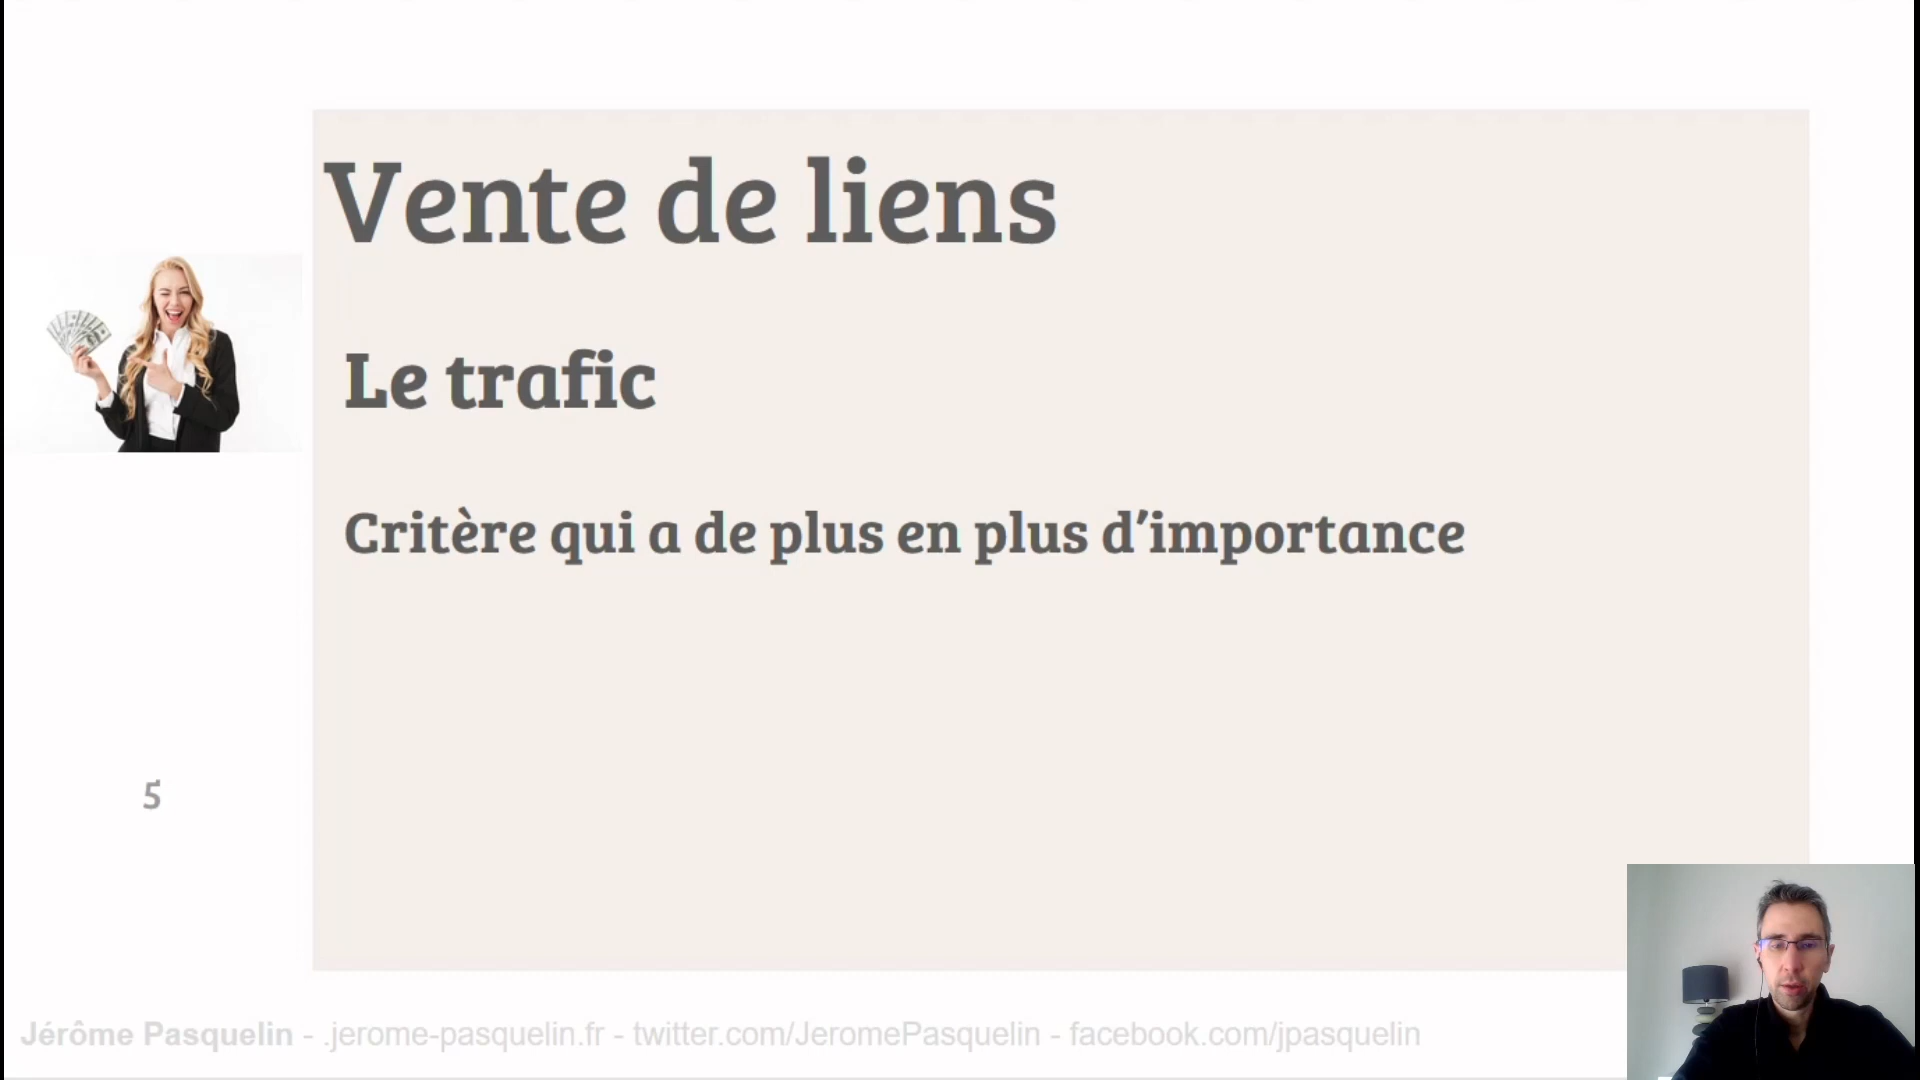 Vente de liens
Le trafic
Critère qui a de plus en plus d’importance
5
Jérôme Pasquelin - .jerome-pasquelin.fr - twitter.com/JeromePasquelin - facebook.com/jpasquelin